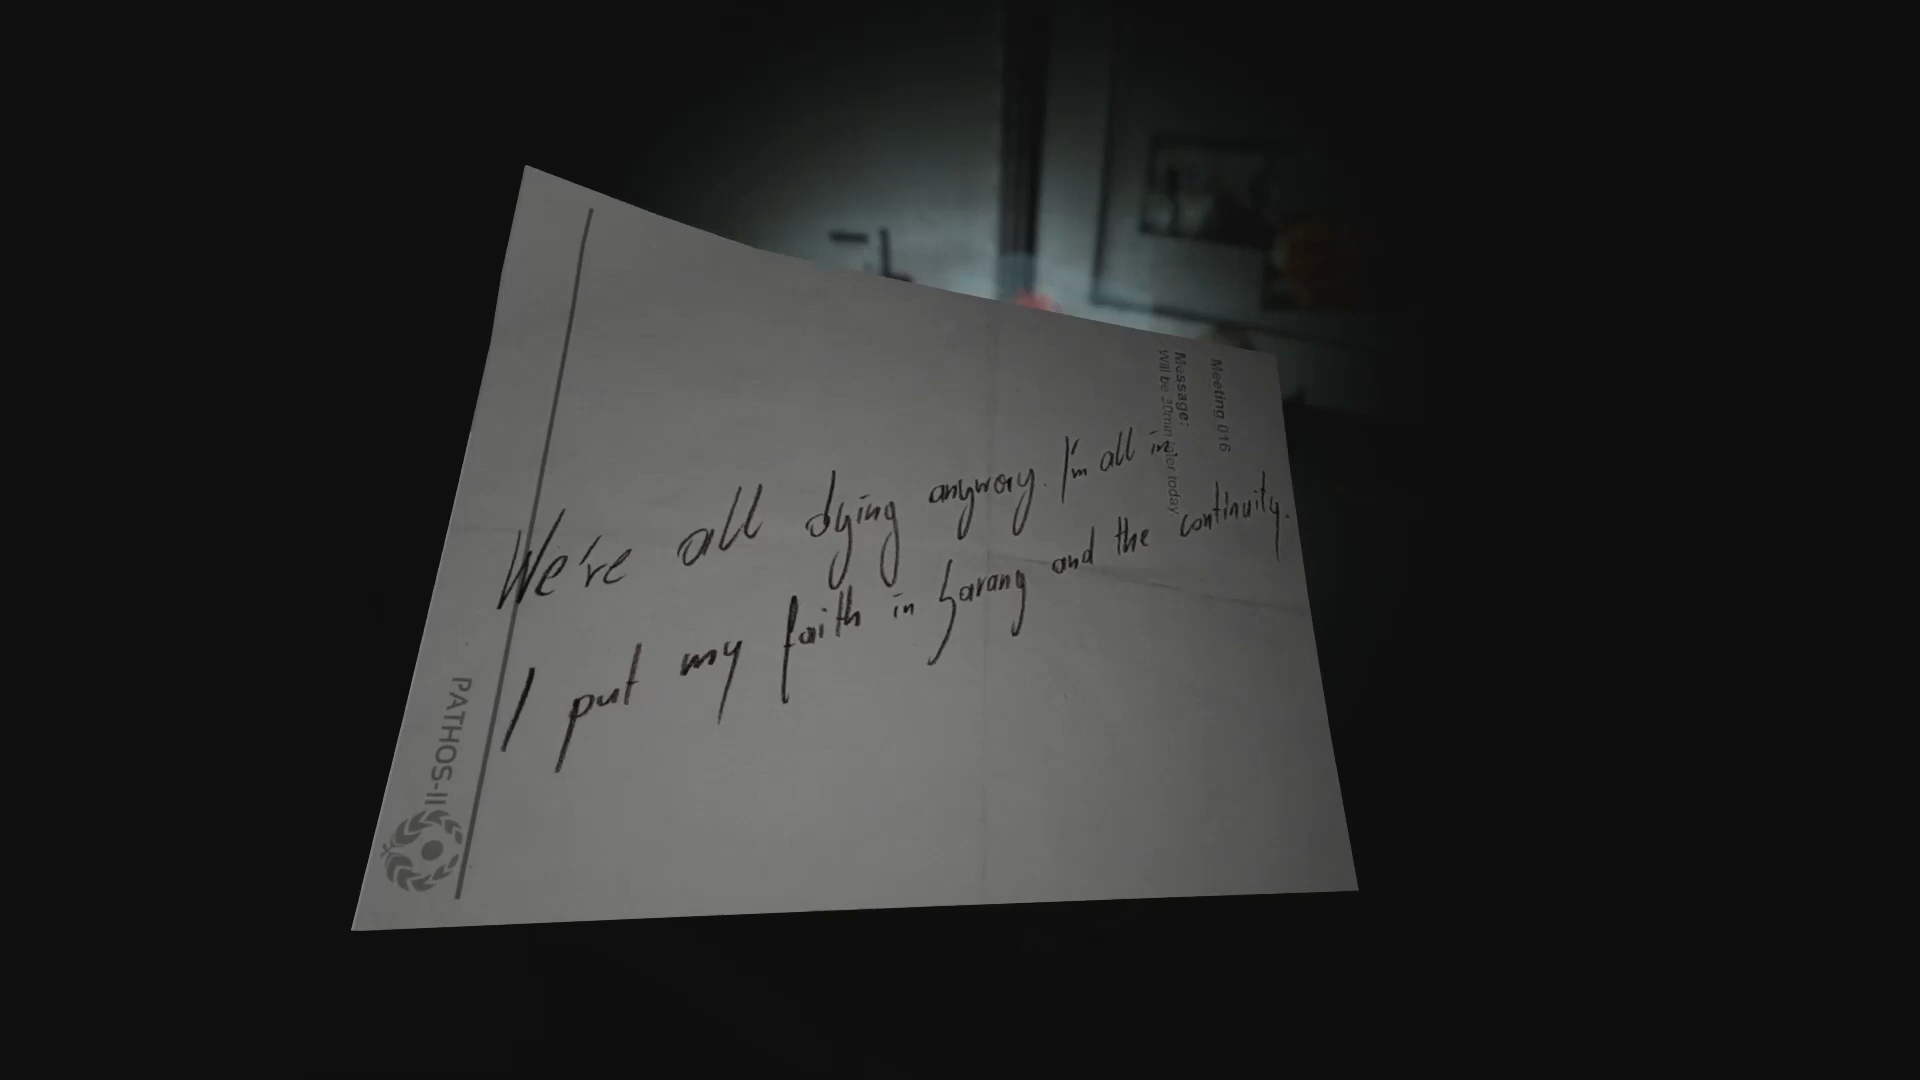 We're all dying anyway. I'm all in.
I put my faith in Sarang and the continuity.
Meeting 016
Message:
Will be 30min later today.
PATHOS-II